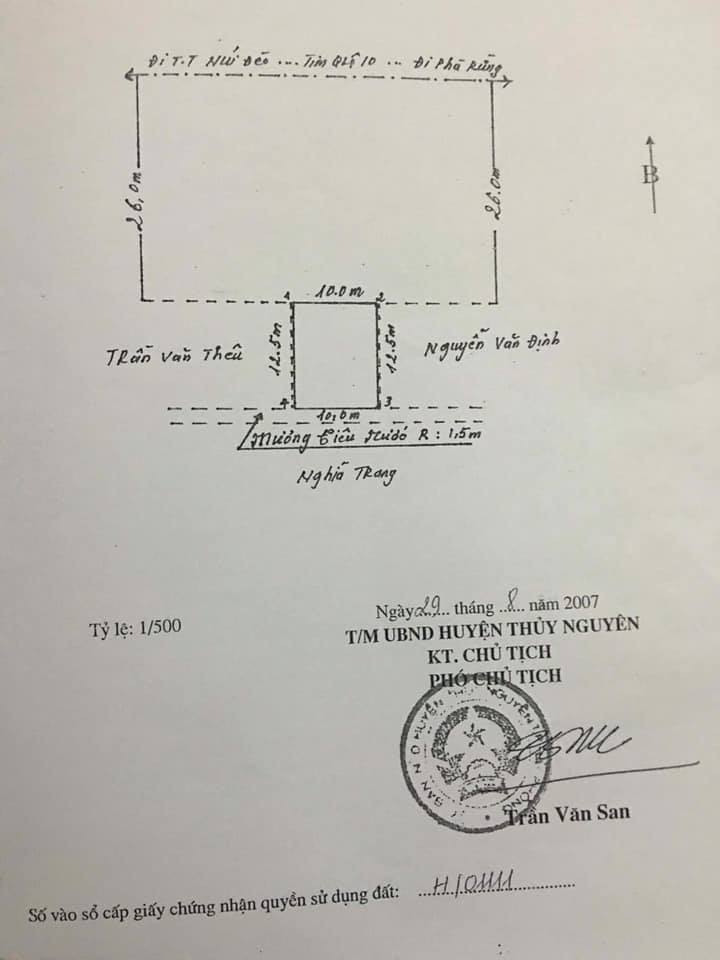 Đi T.T Núi Đèo ... Tim QLộ 10 ... Đi Phà Rừng
26,0m
26.0m
B
1
10.0m
2
Trần Văn Thêu
12.5m
12.5m
Nguyễn Văn Định
4
10,0m
3
Mương tiêu nước R: 1,5m
Nghĩa Trang
Ngày 29 tháng 8 năm 2007
Tỷ lệ: 1/500
T/M UBND HUYỆN THỦY NGUYÊN
KT. CHỦ TỊCH
PHÓ CHỦ TỊCH
Trần Văn San
Số vào sổ cấp giấy chứng nhận quyền sử dụng đất: H/01111